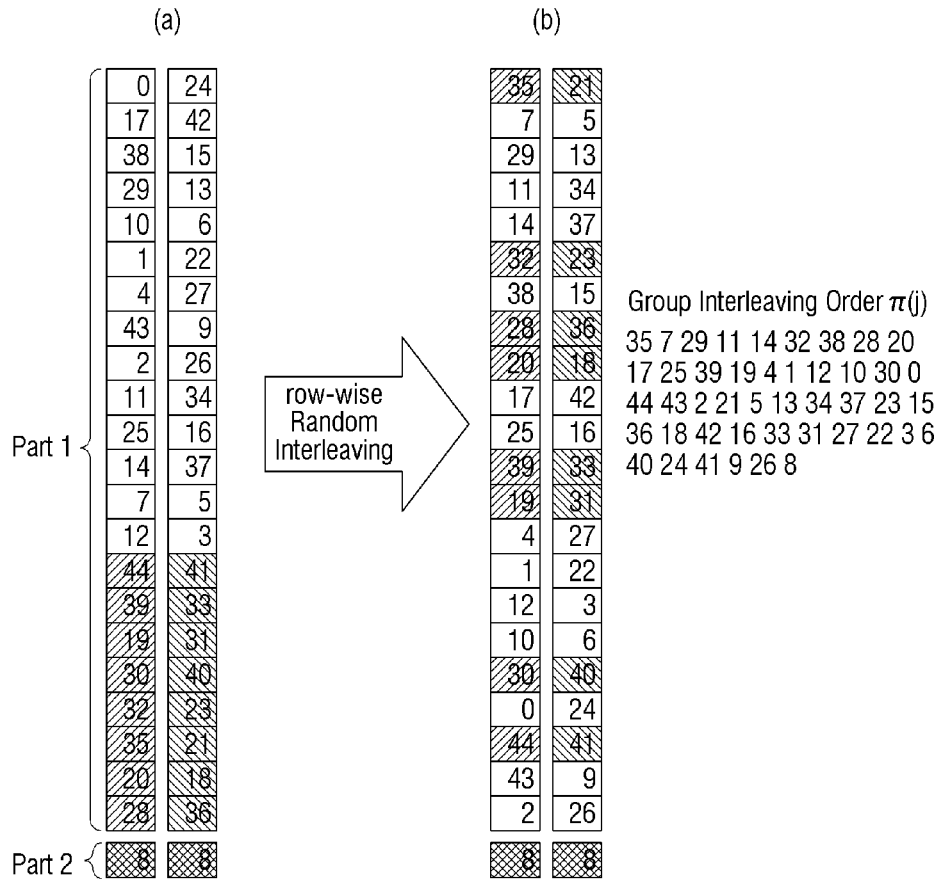 (a) (b)
0 24 35 21
17 42 7 5
38 15 29 13
29 13 11 34
10 6 14 37
1 22 32 23
4 27 38 15
43 9 28 36
2 26 20 18
11 34 17 42
25 16 25 16
14 37 39 33
7 5 19 31
12 3 4 27
44 41 1 22
39 33 12 3
19 31 10 6
30 40 30 40
32 23 0 24
35 21 44 41
20 18 43 9
28 36 2 26
8 8 8 8
Part 1
Part 2
row-wise
Random
Interleaving
Group Interleaving Order π(j)
35 7 29 11 14 32 38 28 20
17 25 39 19 4 1 12 10 30 0
44 43 2 21 5 13 34 37 23 15
36 18 42 16 33 31 27 22 3 6
40 24 41 9 26 8